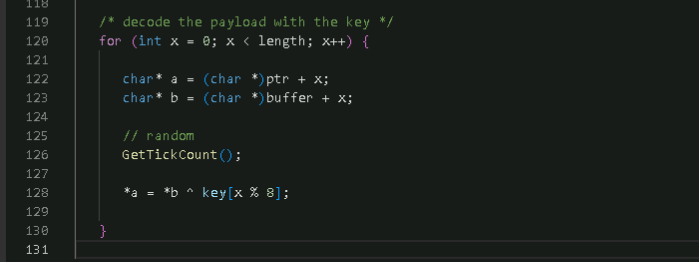 118
119 /* decode the payload with the key */
120 for (int x = 0; x < length; x++) {
121
122 char* a = (char *)ptr + x;
123 char* b = (char *)buffer + x;
124
125 // random
126 GetTickCount();
127
128 *a = *b ^ key[x % 8];
129
130 }
131